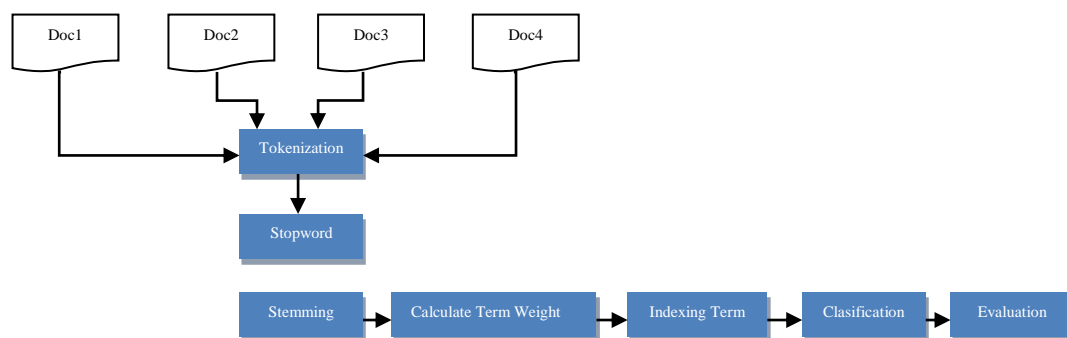 Doc1
Doc2
Doc3
Doc4
Tokenization
Stopword
Stemming
Calculate Term Weight
Indexing Term
Clasification
Evaluation